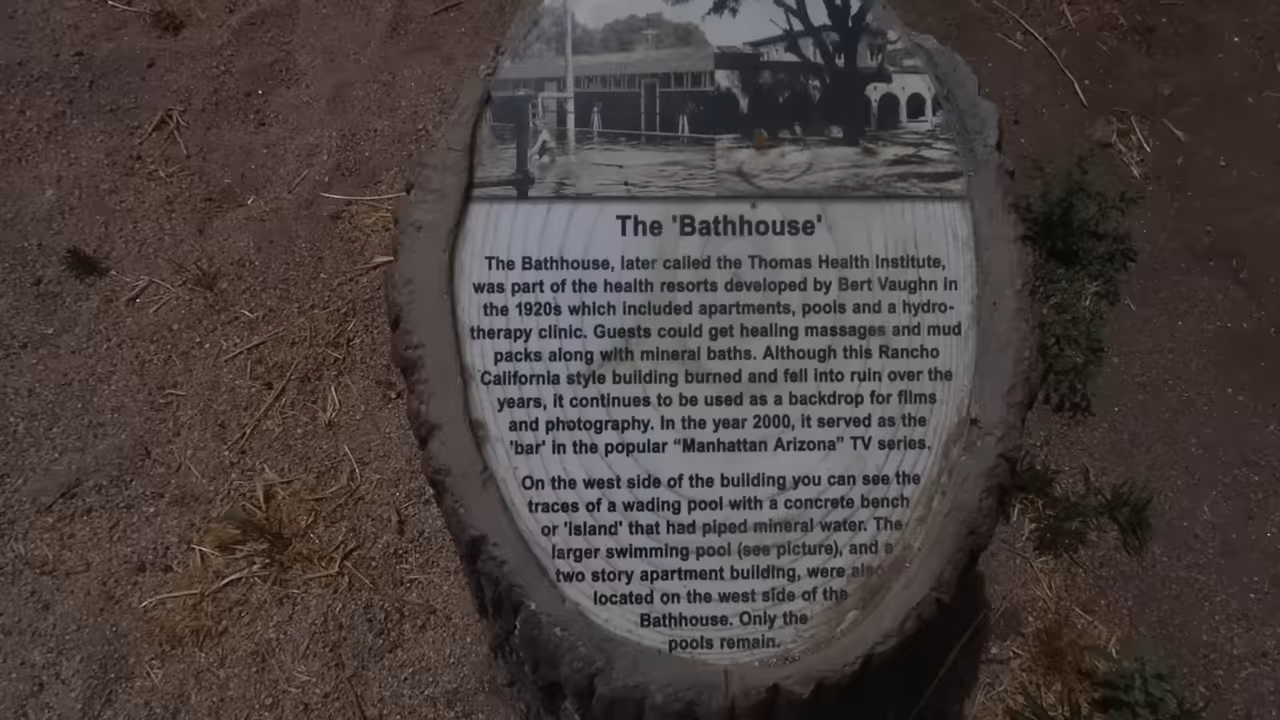 The 'Bathhouse'
The Bathhouse, later called the Thomas Health Institute,
was part of the health resorts developed by Bert Vaughn in
the 1920s which included apartments, pools and a hydro-
therapy clinic. Guests could get healing massages and mud
packs along with mineral baths. Although this Rancho
California style building burned and fell into ruin over the
years, it continues to be used as a backdrop for films
and photography. In the year 2000, it served as the
'bar' in the popular “Manhattan Arizona” TV series.
On the west side of the building you can see the
traces of a wading pool with a concrete bench
or 'island' that had piped mineral water. The
larger swimming pool (see picture), and a
two story apartment building, were also
located on the west side of the
Bathhouse. Only the
pools remain.